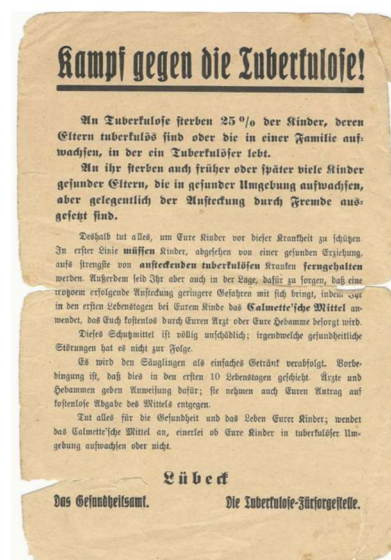 Kampf gegen die Tuberkulose!
An Tuberkulose sterben 25 % der Kinder, deren
Eltern tuberkulös sind oder die in einer Familie auf-
wachsen, in der ein Tuberkulöser lebt.
An ihr sterben auch früher oder später viele Kinder
gesunder Eltern, die in gesunder Umgebung aufwachsen,
aber gelegentlich der Ansteckung durch Fremde aus-
gesetzt sind.
Deshalb tut alles, um Eure Kinder vor dieser Krankheit zu schützen
In erster Linie müssen Kinder, abgesehen von einer gesunden Erziehung,
aufs strengste von ansteckenden tuberkulösen Kranken ferngehalten
werden. Außerdem seid Ihr aber auch in der Lage, dafür zu sorgen, daß eine
trotzdem erfolgende Ansteckung geringere Gefahren mit sich bringt, indem Ihr
in den ersten Lebenstagen bei Eurem Kinde das Calmette'sche Mittel an-
wendet, das Euch kostenlos durch Euren Arzt oder Eure Hebamme besorgt wird.
Dieses Schutzmittel ist völlig unschädlich; irgendwelche gesundheitliche
Störungen hat es nicht zur Folge.
Es wird den Säuglingen als einfaches Getränk verabfolgt. Vorbe-
dingung ist, daß dies in den ersten 10 Lebenstagen geschieht. Ärzte und
Hebammen geben Anweisung dafür; sie nehmen auch Euren Antrag auf
kostenlose Abgabe des Mittels entgegen.
Tut alles für die Gesundheit und das Leben Eurer Kinder; wendet
das Calmette'sche Mittel an, einerlei ob Eure Kinder in tuberkulöser Um-
gebung aufwachsen oder nicht.
Lübeck
Das Gesundheitsamt. Die Tuberkulose-Fürsorgestelle.